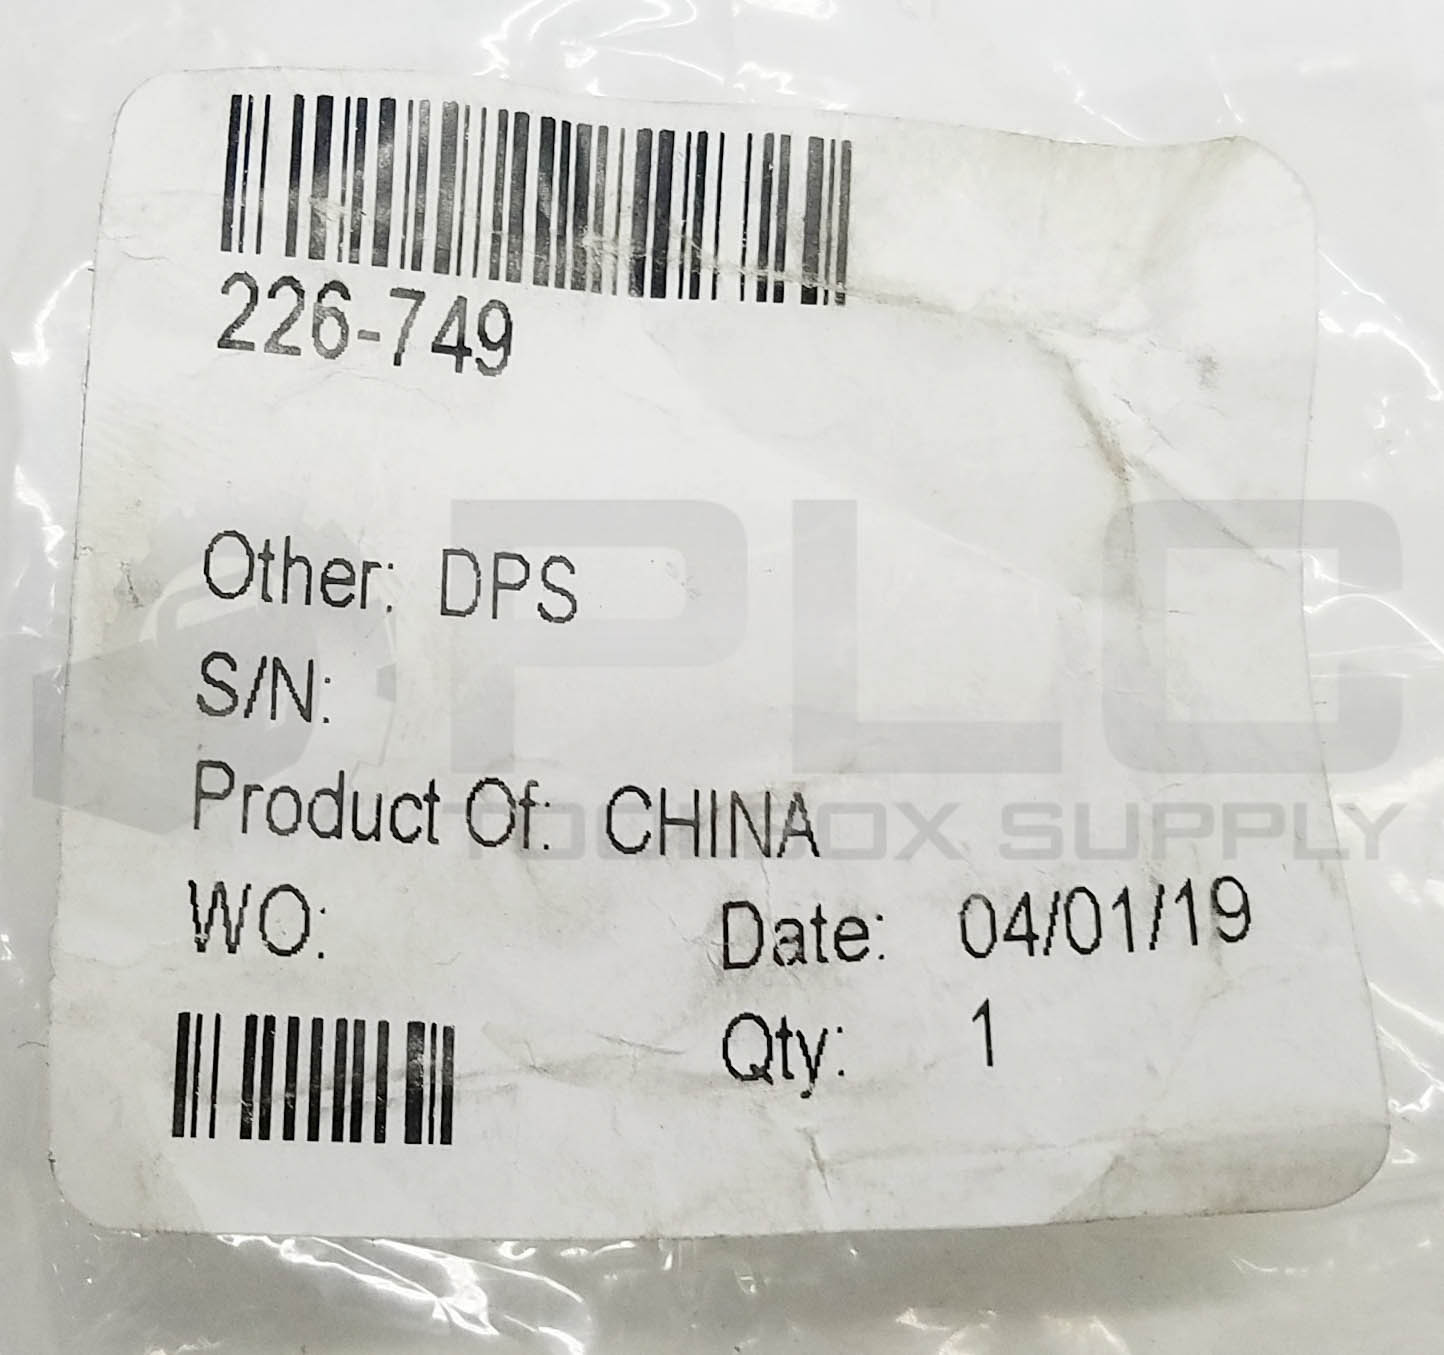 226-749
Other: DPS
S/N:
Product Of: CHINA
WO:
Date: 04/01/19
Qty: 1
PLC
TOOLBOX SUPPLY